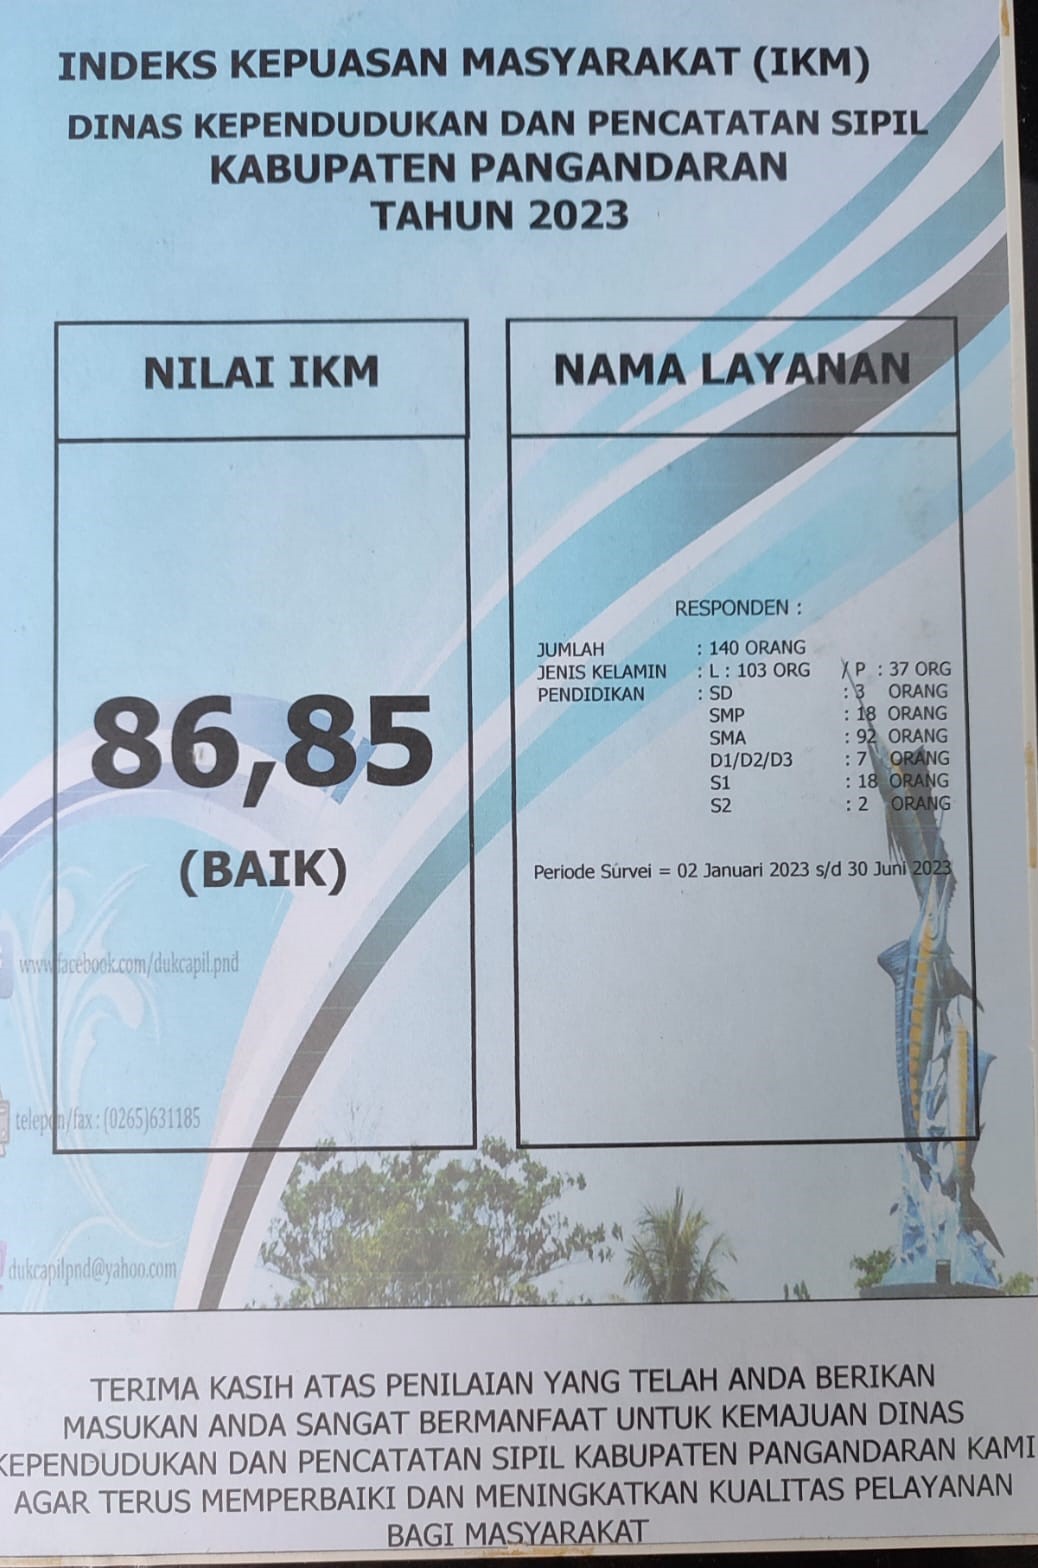 INDEKS KEPUASAN MASYARAKAT (IKM)
DINAS KEPENDUDUKAN DAN PENCATATAN SIPIL
KABUPATEN PANGANDARAN
TAHUN 2023
NILAI IKM
86,85
(BAIK)
NAMA LAYANAN
RESPONDEN :
JUMLAH : 140 ORANG
JENIS KELAMIN : L : 103 ORG / P : 37 ORG
PENDIDIKAN : SD : 3 ORANG
SMP : 18 ORANG
SMA : 92 ORANG
D1/D2/D3 : 7 ORANG
S1 : 18 ORANG
S2 : 2 ORANG
Periode Survei = 02 Januari 2023 s/d 30 Juni 2023
www.facebook.com/dukcapil.pnd
telepon/fax : (0265)631185
dukcapilpnd@yahoo.com
TERIMA KASIH ATAS PENILAIAN YANG TELAH ANDA BERIKAN
MASUKAN ANDA SANGAT BERMANFAAT UNTUK KEMAJUAN DINAS
KEPENDUDUKAN DAN PENCATATAN SIPIL KABUPATEN PANGANDARAN KAMI
AGAR TERUS MEMPERBAIKI DAN MENINGKATKAN KUALITAS PELAYANAN
BAGI MASYARAKAT